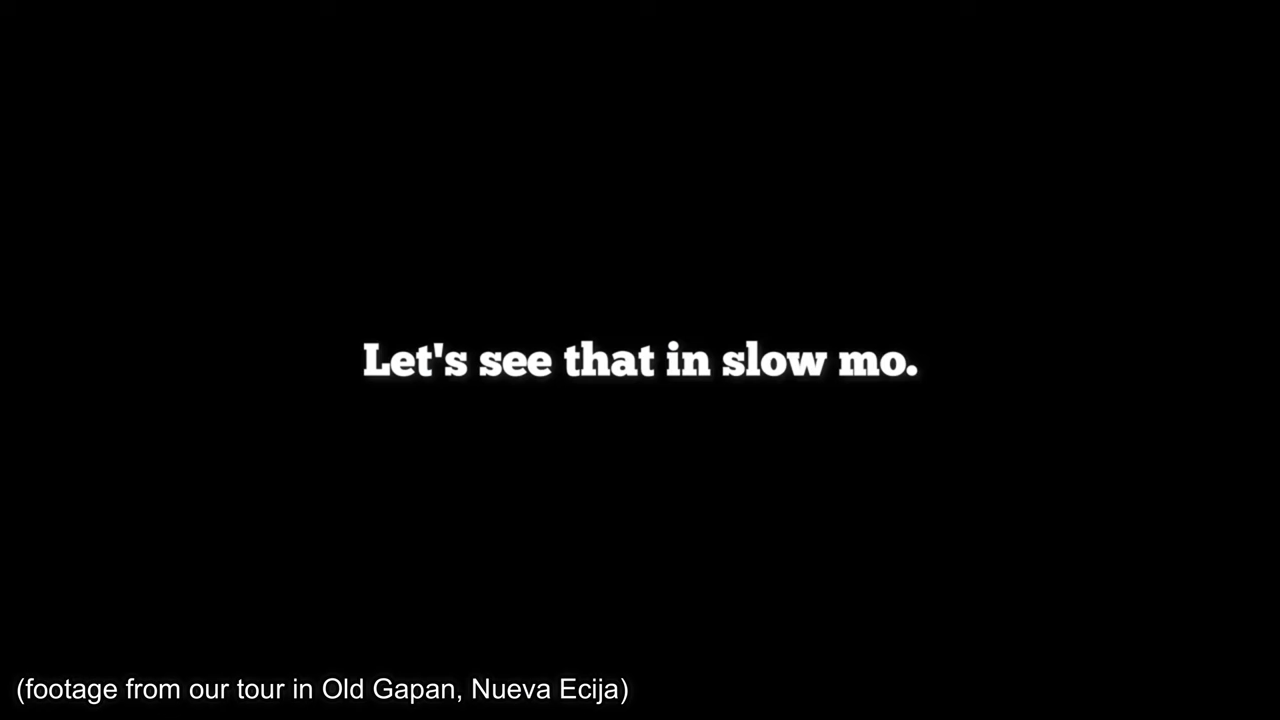 Let's see that in slow mo.
(footage from our tour in Old Gapan, Nueva Ecija)